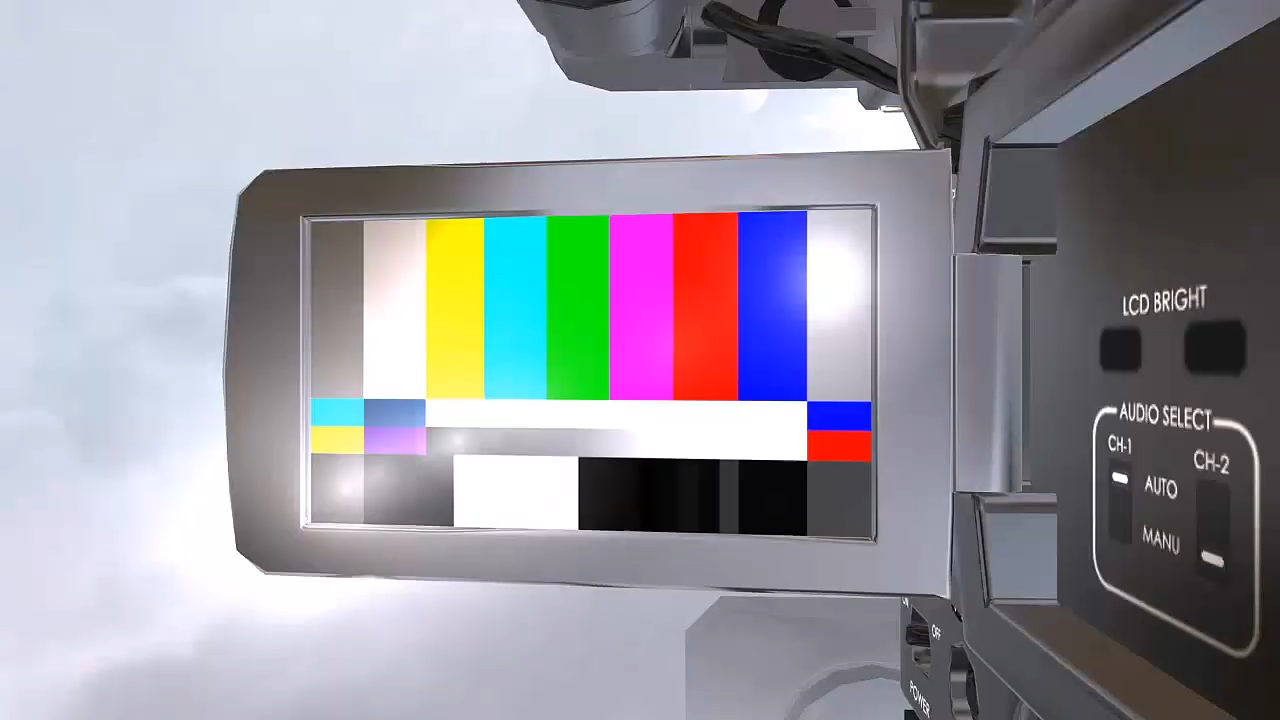 LCD BRIGHT
AUDIO SELECT
CH-1
CH-2
AUTO
MANU
OFF
POWER